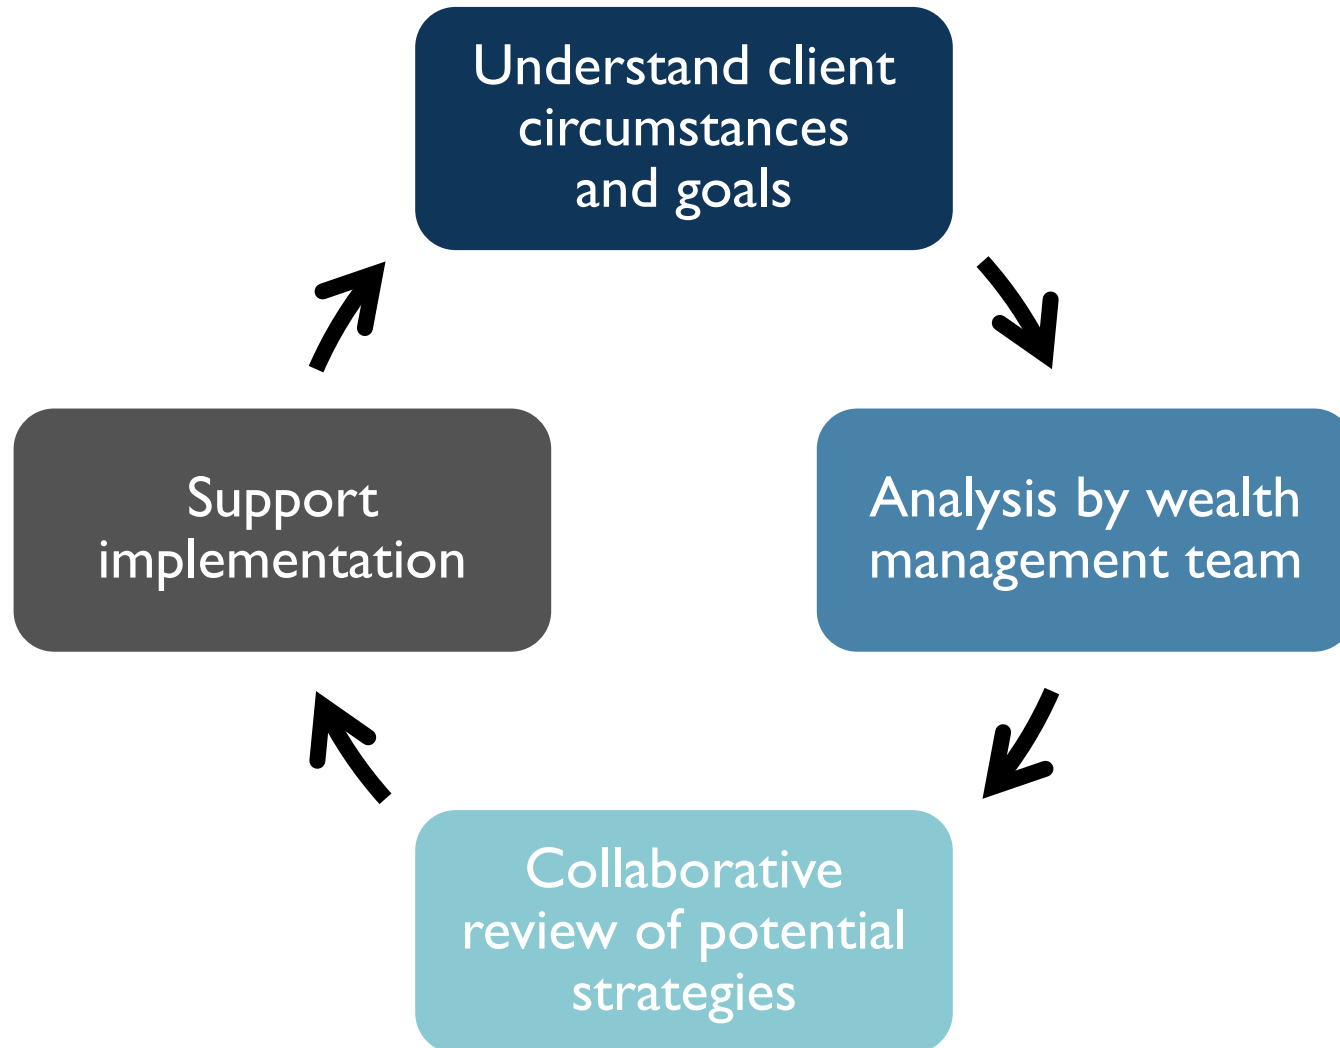 Understand client
circumstances
and goals
Analysis by wealth
management team
Collaborative
review of potential
strategies
Support
implementation